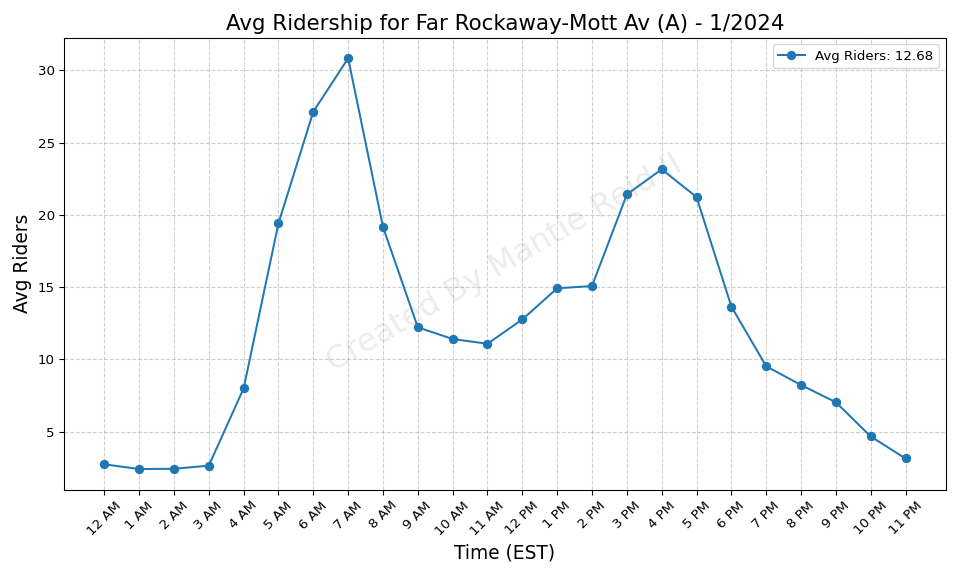 Avg Ridership for Far Rockaway-Mott Av (A) - 1/2024
Avg Riders: 12.68
30
25
20
15
10
5
Avg Riders
Created By Mantie Reid II
12 AM
1 AM
2 AM
3 AM
4 AM
5 AM
6 AM
7 AM
8 AM
9 AM
10 AM
11 AM
12 PM
1 PM
2 PM
3 PM
4 PM
5 PM
6 PM
7 PM
8 PM
9 PM
10 PM
11 PM
Time (EST)